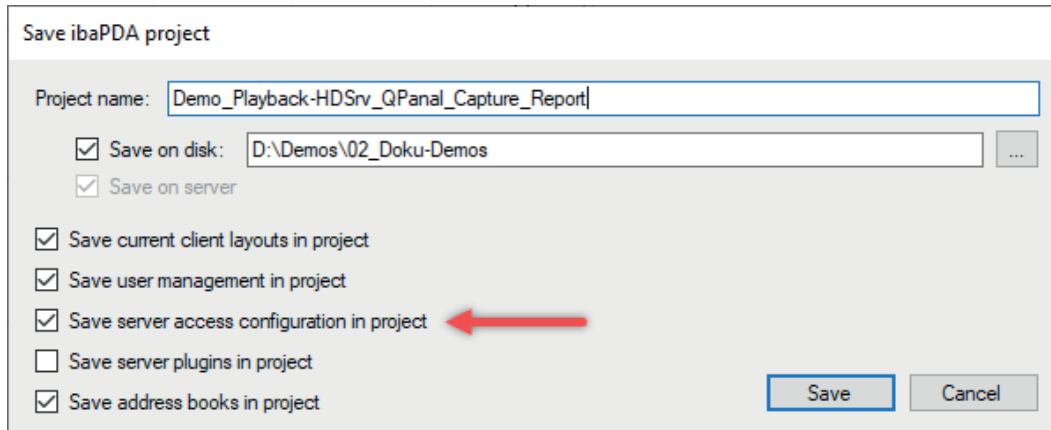 Save ibaPDA project
Project name: Demo_Playback-HDSrv_QPanal_Capture_Report
Save on disk: D:\Demos\02_Doku-Demos ...
Save on server
Save current client layouts in project
Save user management in project
Save server access configuration in project
Save server plugins in project
Save address books in project
Save Cancel